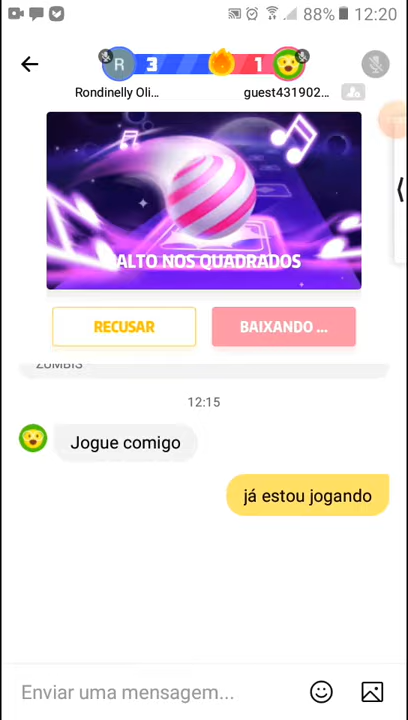 88% 12:20
R 3 1
Rondinelly Oli... guest431902...
ALTO NOS QUADRADOS
RECUSAR BAIXANDO ...
ZUMBIS
12:15
Jogue comigo
já estou jogando
Enviar uma mensagem...